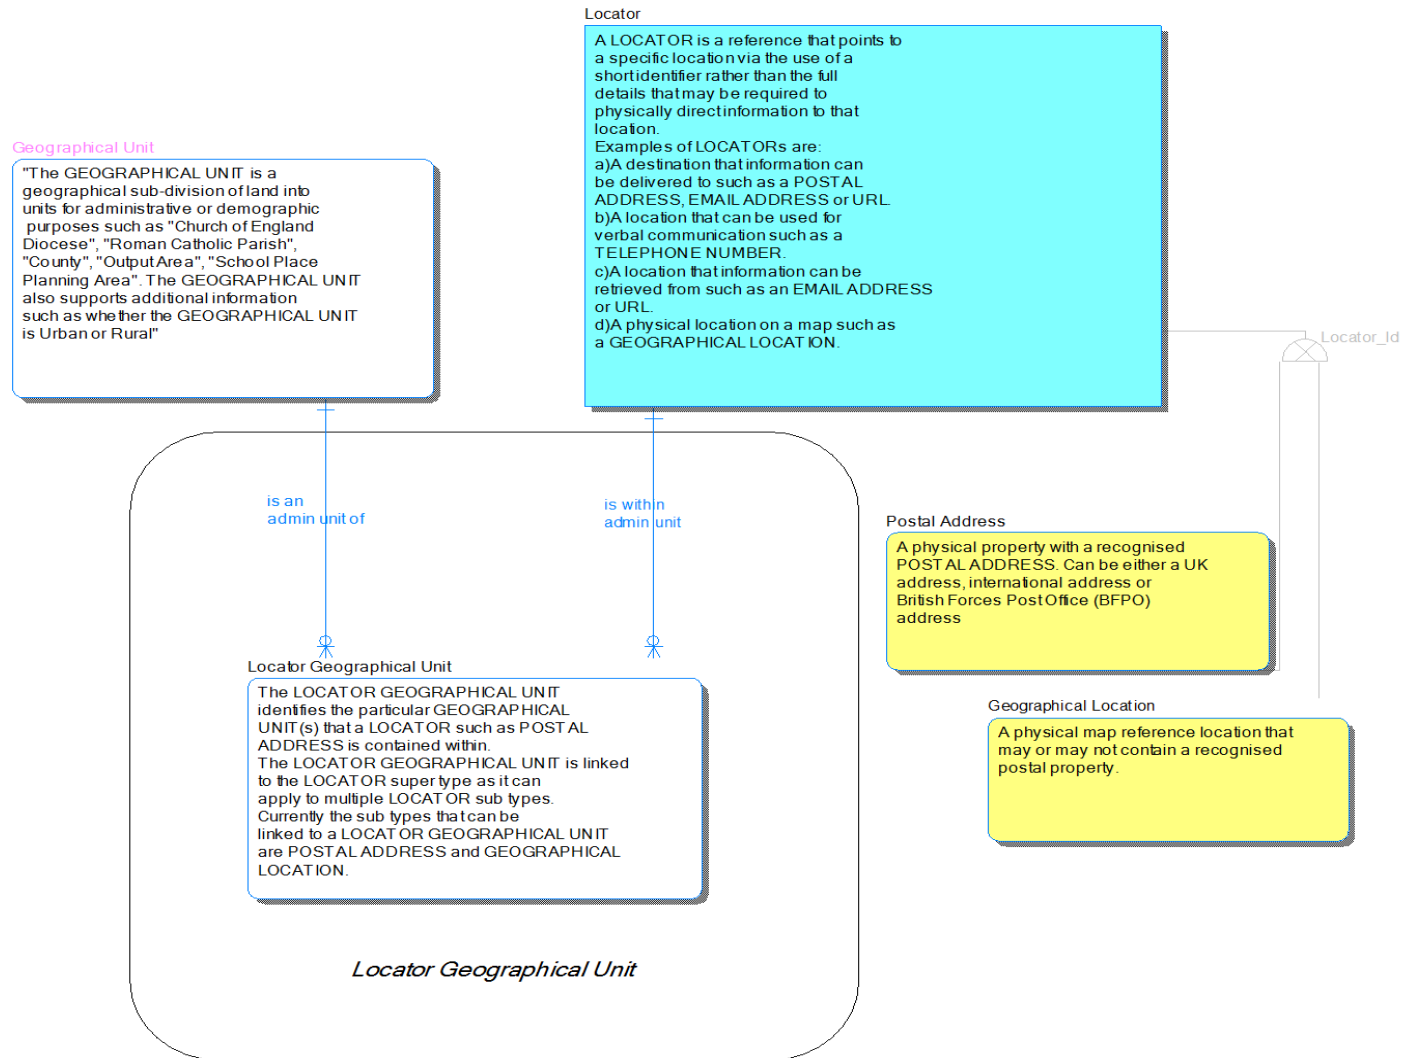 Locator
A LOCATOR is a reference that points to
a specific location via the use of a
short identifier rather than the full
details that may be required to
physically direct information to that
location.
Examples of LOCATORs are:
a)A destination that information can
be delivered to such as a POSTAL
ADDRESS, EMAIL ADDRESS or URL.
b)A location that can be used for
verbal communication such as a
TELEPHONE NUMBER.
c)A location that information can be
retrieved from such as an EMAIL ADDRESS
or URL.
d)A physical location on a map such as
a GEOGRAPHICAL LOCATION.
Geographical Unit
"The GEOGRAPHICAL UNIT is a
geographical sub-division of land into
units for administrative or demographic
purposes such as "Church of England
Diocese", "Roman Catholic Parish",
"County", "Output Area", "School Place
Planning Area". The GEOGRAPHICAL UNIT
also supports additional information
such as whether the GEOGRAPHICAL UNIT
is Urban or Rural"
Locator_Id
is an
admin unit of
is within
admin unit
Postal Address
A physical property with a recognised
POSTAL ADDRESS. Can be either a UK
address, international address or
British Forces Post Office (BFPO)
address
Locator Geographical Unit
The LOCATOR GEOGRAPHICAL UNIT
identifies the particular GEOGRAPHICAL
UNIT(s) that a LOCATOR such as POSTAL
ADDRESS is contained within.
The LOCATOR GEOGRAPHICAL UNIT is linked
to the LOCATOR super type as it can
apply to multiple LOCATOR sub types.
Currently the sub types that can be
linked to a LOCATOR GEOGRAPHICAL UNIT
are POSTAL ADDRESS and GEOGRAPHICAL
LOCATION.
Geographical Location
A physical map reference location that
may or may not contain a recognised
postal property.
Locator Geographical Unit